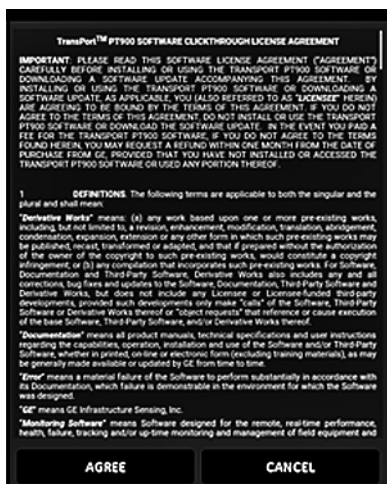 TransPort™ PT900 SOFTWARE CLICKTHROUGH LICENSE AGREEMENT
IMPORTANT: PLEASE READ THIS SOFTWARE LICENSE AGREEMENT ("AGREEMENT")
CAREFULLY BEFORE INSTALLING OR USING THE TRANSPORT PT900 SOFTWARE OR
DOWNLOADING A SOFTWARE UPDATE ACCOMPANYING THIS AGREEMENT. BY
INSTALLING OR USING THE TRANSPORT PT900 SOFTWARE OR DOWNLOADING A
SOFTWARE UPDATE, AS APPLICABLE, YOU (ALSO REFERRED TO AS "LICENSEE" HEREIN)
ARE AGREEING TO BE BOUND BY THE TERMS OF THIS AGREEMENT. IF YOU DO NOT
AGREE TO THE TERMS OF THIS AGREEMENT, DO NOT INSTALL OR USE THE TRANSPORT
PT900 SOFTWARE OR DOWNLOAD THE SOFTWARE UPDATE. IN THE EVENT YOU PAID A
FEE FOR THE TRANSPORT PT900 SOFTWARE, IF YOU DO NOT AGREE TO THE TERMS
FOUND HEREIN, YOU MAY REQUEST A REFUND WITHIN ONE MONTH FROM THE DATE OF
PURCHASE FROM GE, PROVIDED THAT YOU HAVE NOT INSTALLED OR ACCESSED THE
TRANSPORT PT900 SOFTWARE OR USED ANY PORTION THEREOF.
1 DEFINITIONS. The following terms are applicable to both the singular and the
plural and shall mean:
"Derivative Works" means: (a) any work based upon one or more pre-existing works,
including, but not limited to, a revision, enhancement, modification, translation, abridgement,
condensation, expansion, extension or any other form in which such pre-existing works may
be published, recast, transformed or adapted, and that if prepared without the authorization
of the owner of the copyright to such pre-existing works, would constitute a copyright
infringement, or (b) any compilation that incorporates such pre-existing works. For Software,
Documentation and Third-Party Software, Derivative Works also includes any and all
corrections, bug fixes and updates to the Software, Documentation, Third-Party Software and
Derivative Works, but does not include any Licensee or Licensee-funded third-party
developments, provided such developments only make "calls" of the Software, Third-Party
Software or Derivative Works thereof or "object requests" that reference or cause execution
of the base Software, Third-Party Software, and/or Derivative Works thereof.
"Documentation" means all product manuals, technical specifications and user instructions
regarding the capabilities, operation, installation and use of the Software and/or Third-Party
Software, whether in printed, on-line or electronic form (excluding training materials), as may
be generally made available or updated by GE from time to time.
"Error" means a material failure of the Software to perform substantially in accordance with
its Documentation, which failure is demonstrable in the environment for which the Software
was designed.
"GE" means GE Infrastructure Sensing, Inc.
"Monitoring Software" means Software designed for the remote, real-time performance,
health, failure, tracking and/or up-time monitoring and management of field equipment and
AGREE CANCEL